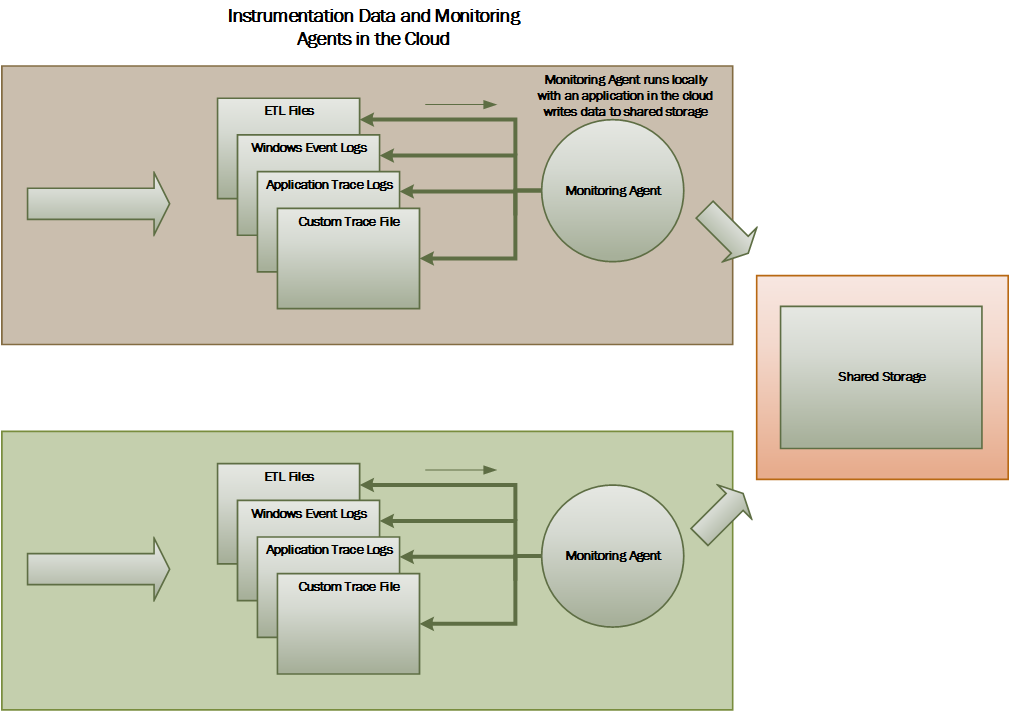 Instrumentation Data and Monitoring
Agents in the Cloud
Monitoring Agent runs locally
with an application in the cloud
writes data to shared storage
ETL Files
Windows Event Logs
Application Trace Logs
Custom Trace File
Monitoring Agent
Shared Storage
ETL Files
Windows Event Logs
Application Trace Logs
Custom Trace File
Monitoring Agent